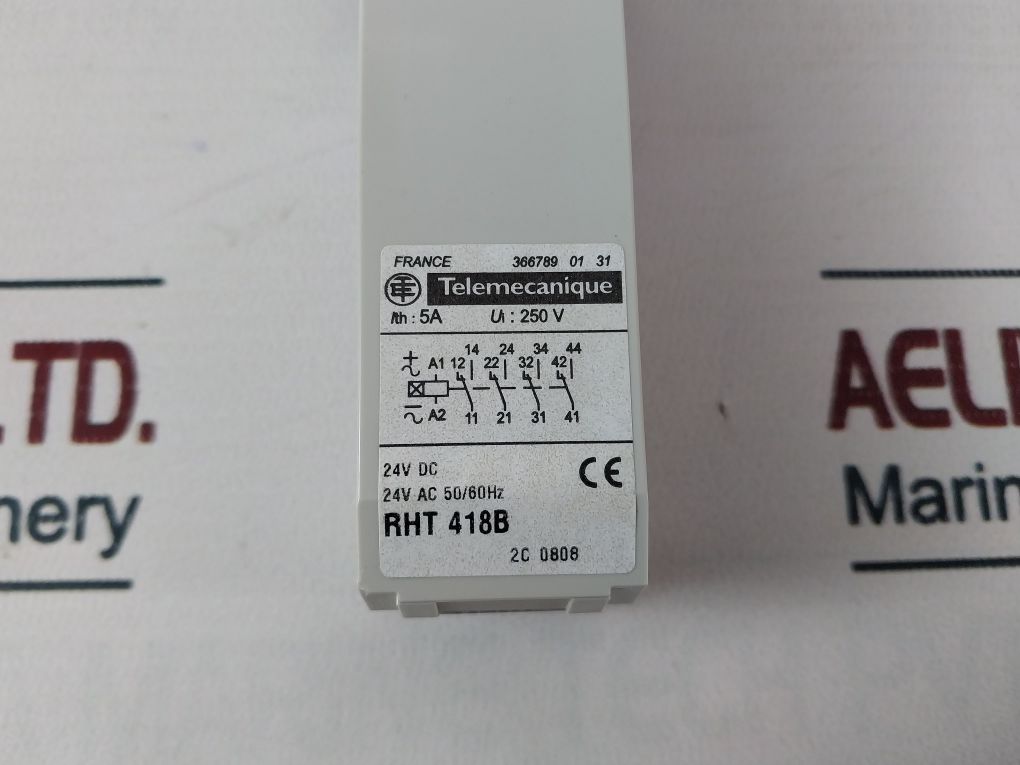 FRANCE 366789 01 31
Telemecanique
Ith : 5A Ui : 250 V
14 24 34 44
+ A1 12 22 32 42
− A2 11 21 31 41
24V DC
24V AC 50/60Hz
CE
RHT 418B
2C 0808
LTD.
nery
AEL
Marin